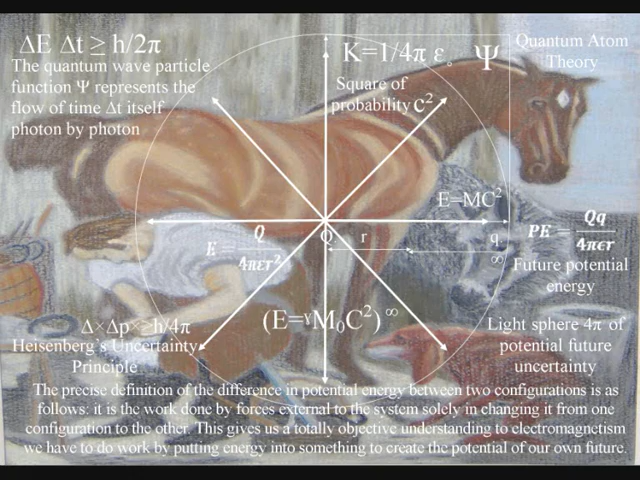 ΔE Δt ≥ h/2π
The quantum wave particle
function Ψ represents the
flow of time Δt itself
photon by photon
K=1/4π ε。
Ψ
Quantum Atom
Theory
Square of
probability c²
E=MC²
E = Q/4πεr²
Q
r
q
∞
PE = Qq/4πεr
Future potential
energy
Δ×Δp×>h/4π
Heisenberg's Uncertainty
Principle
(E=ˠM₀C²)∞
Light sphere 4π of
potential future
uncertainty
The precise definition of the difference in potential energy between two configurations is as
follows: it is the work done by forces external to the system solely in changing it from one
configuration to the other. This gives us a totally objective understanding to electromagnetism
we have to do work by putting energy into something to create the potential of our own future.